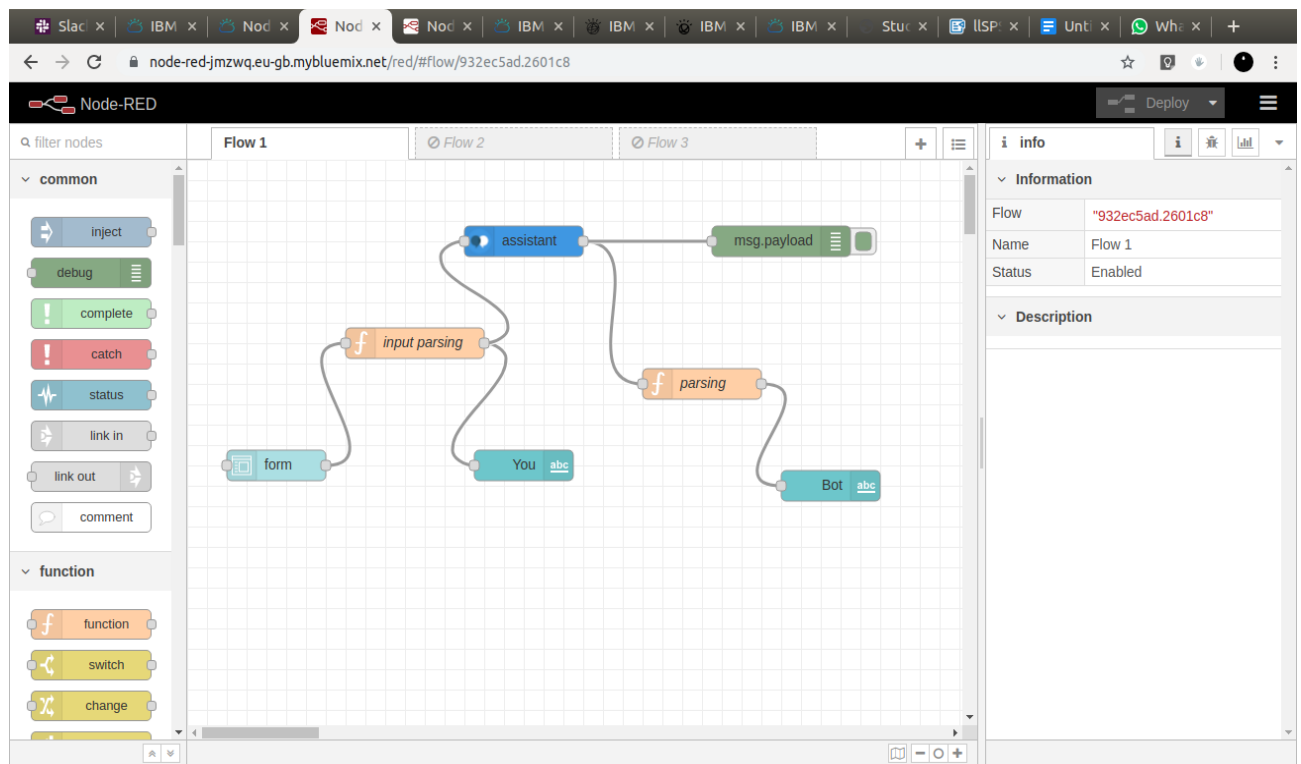 Slac × IBM × Nod × Nod × Nod × IBM × IBM × IBM × IBM × Stuc × llSP × Unti × Wha × +
node-red-jmzwq.eu-gb.mybluemix.net/red/#flow/932ec5ad.2601c8
Node-RED Deploy
filter nodes Flow 1 Flow 2 Flow 3 + i info i
common
inject
debug
complete
catch
status
link in
link out
comment
function
function
switch
change
assistant msg.payload
input parsing
parsing
form You abc
Bot abc
Information
Flow "932ec5ad.2601c8"
Name Flow 1
Status Enabled
Description